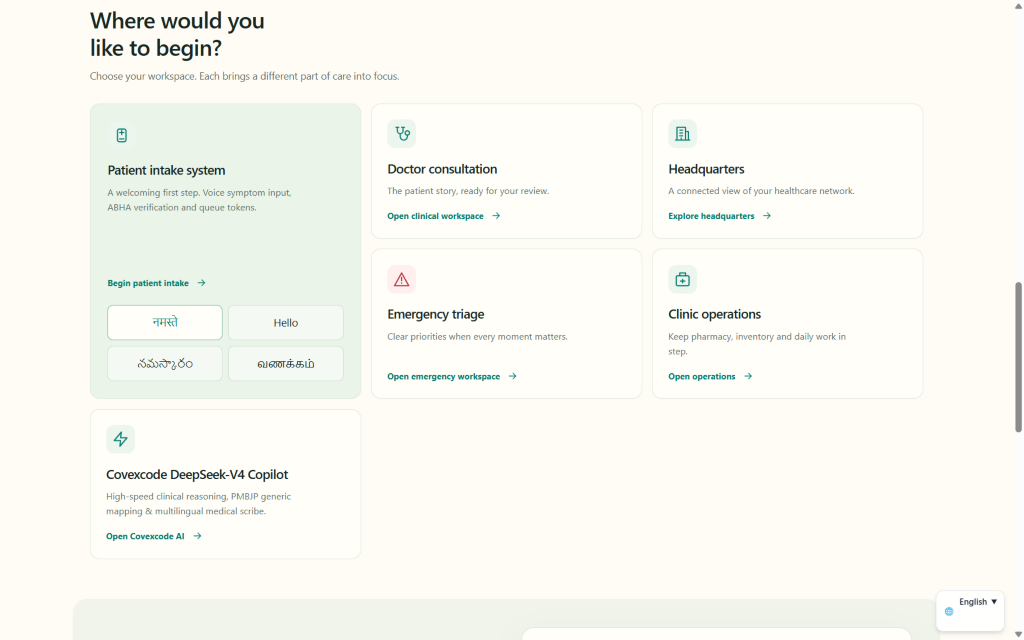 Where would you
like to begin?
Choose your workspace. Each brings a different part of care into focus.
Patient intake system
A welcoming first step. Voice symptom input,
ABHA verification and queue tokens.
Begin patient intake →
नमस्ते
Hello
నమస్కారం
வணக்கம்
Doctor consultation
The patient story, ready for your review.
Open clinical workspace →
Headquarters
A connected view of your healthcare network.
Explore headquarters →
Emergency triage
Clear priorities when every moment matters.
Open emergency workspace →
Clinic operations
Keep pharmacy, inventory and daily work in
step.
Open operations →
Covexcode DeepSeek-V4 Copilot
High-speed clinical reasoning, PMBJP generic
mapping & multilingual medical scribe.
Open Covexcode AI →
English ▼